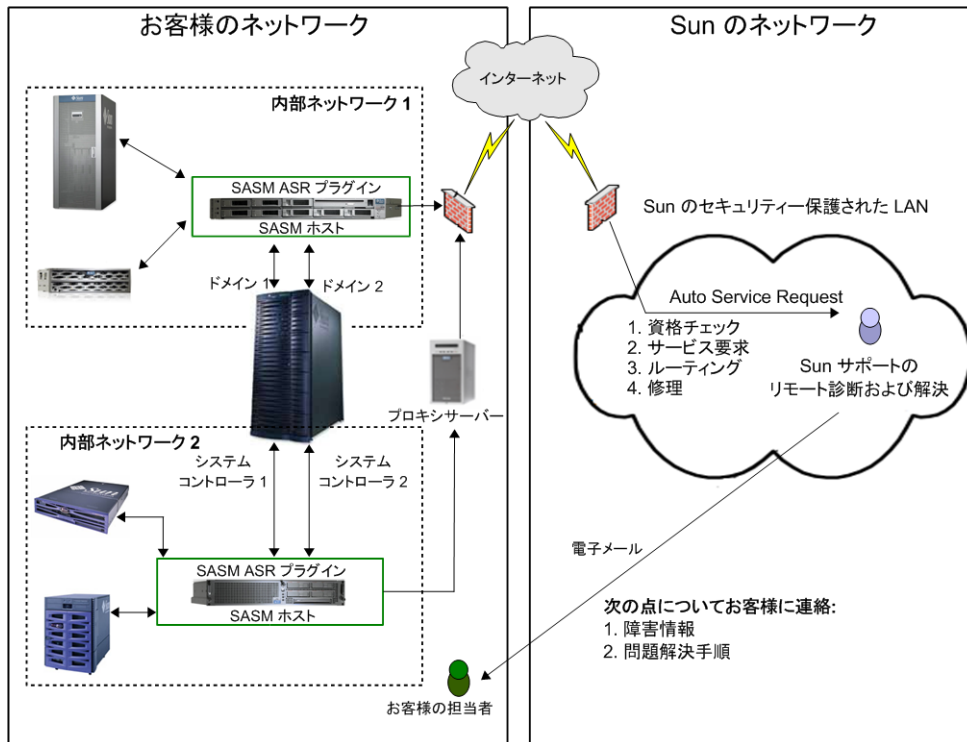 お客様のネットワーク
Sun のネットワーク
インターネット
内部ネットワーク 1
SASM ASR プラグイン
SASM ホスト
ドメイン 1
ドメイン 2
プロキシサーバー
内部ネットワーク 2
システム
コントローラ 1
システム
コントローラ 2
SASM ASR プラグイン
SASM ホスト
お客様の担当者
Sun のセキュリティー保護された LAN
Auto Service Request
1. 資格チェック
2. サービス要求
3. ルーティング
4. 修理
Sun サポートの
リモート診断および解決
電子メール
次の点についてお客様に連絡:
1. 障害情報
2. 問題解決手順